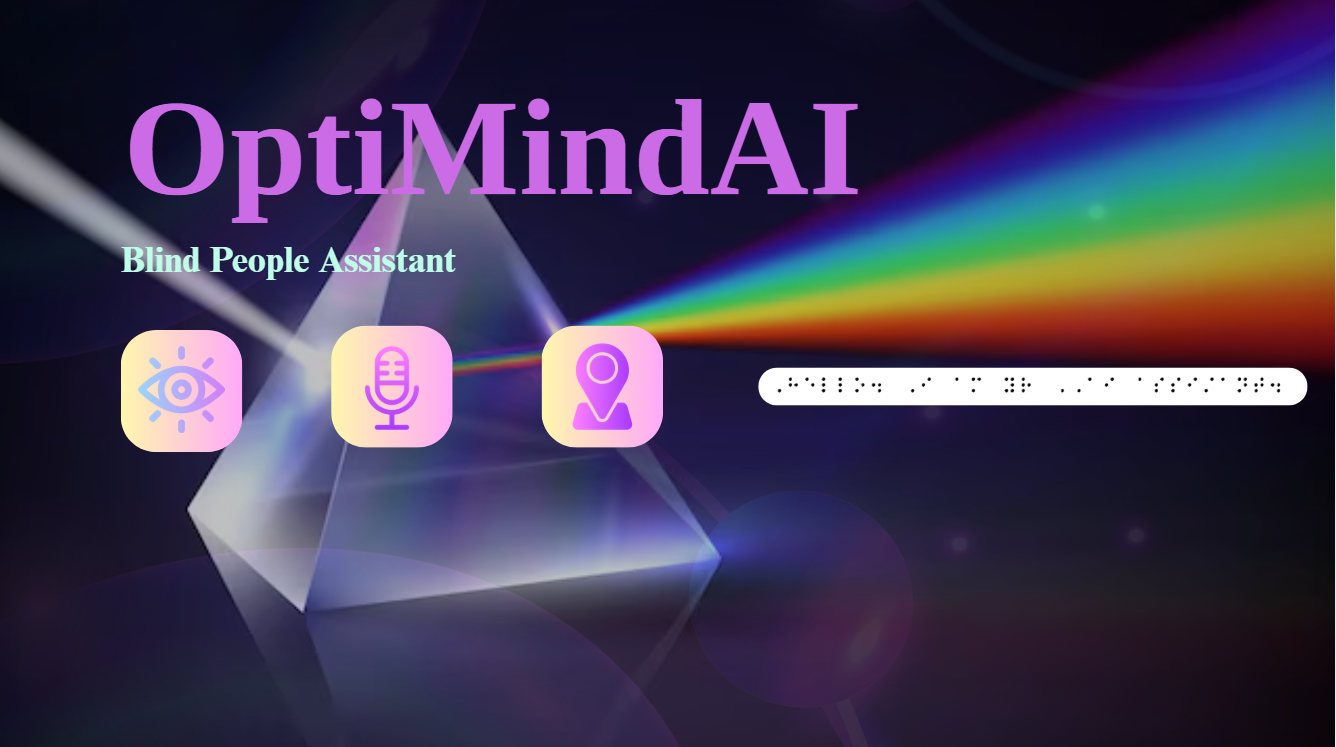 OptiMindAI
Blind People Assistant
⠠⠓⠑⠇⠇⠕⠲ ⠠⠊ ⠁⠍ ⠽⠗ ⠠⠠⠁⠊ ⠁⠎⠎⠊⠌⠁⠝⠞⠲